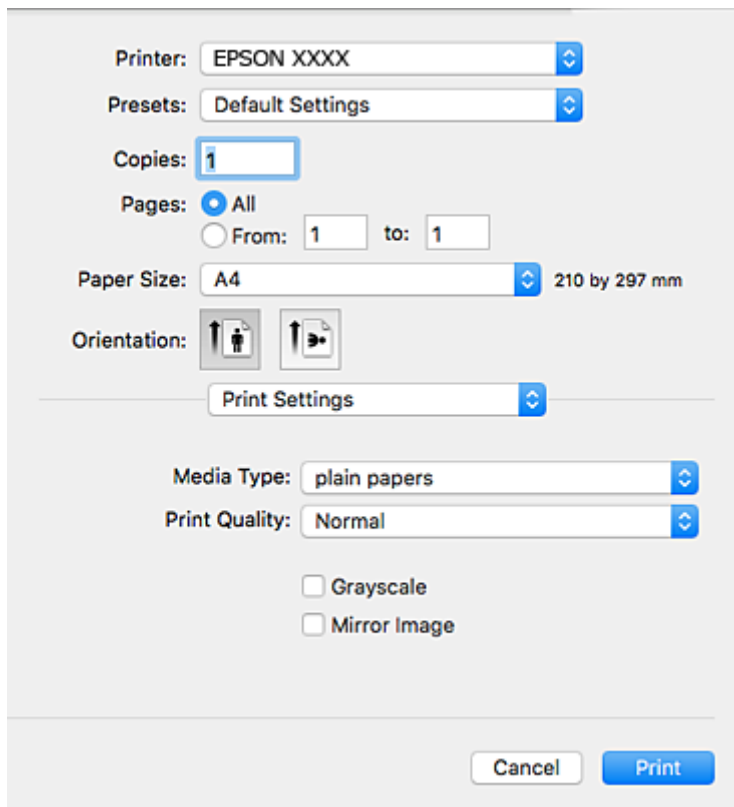 Printer: EPSON XXXX
Presets: Default Settings
Copies: 1
Pages: All
From: 1 to: 1
Paper Size: A4 210 by 297 mm
Orientation:
Print Settings
Media Type: plain papers
Print Quality: Normal
Grayscale
Mirror Image
Cancel Print